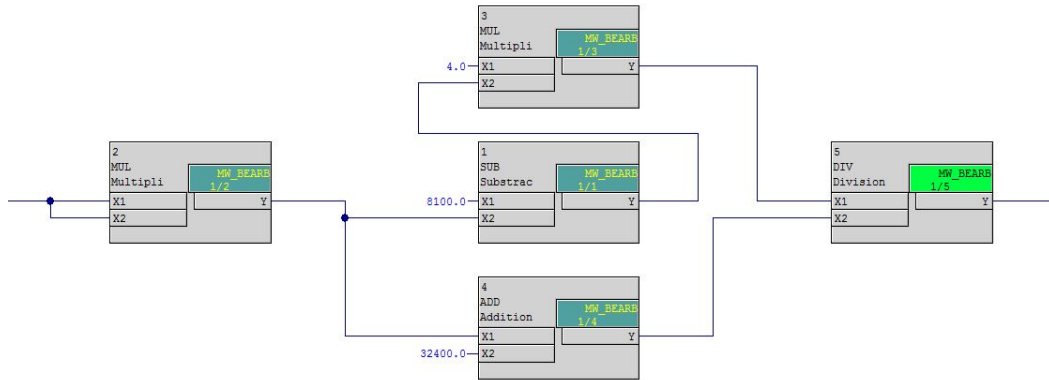 3
MUL
Multipli
MW_BEARB
1/3
4.0
X1
Y
X2
2
MUL
Multipli
MW_BEARB
1/2
X1
Y
X2
1
SUB
Substrac
MW_BEARB
1/1
8100.0
X1
Y
X2
5
DIV
Division
MW_BEARB
1/5
X1
Y
X2
4
ADD
Addition
MW_BEARB
1/4
X1
Y
32400.0
X2